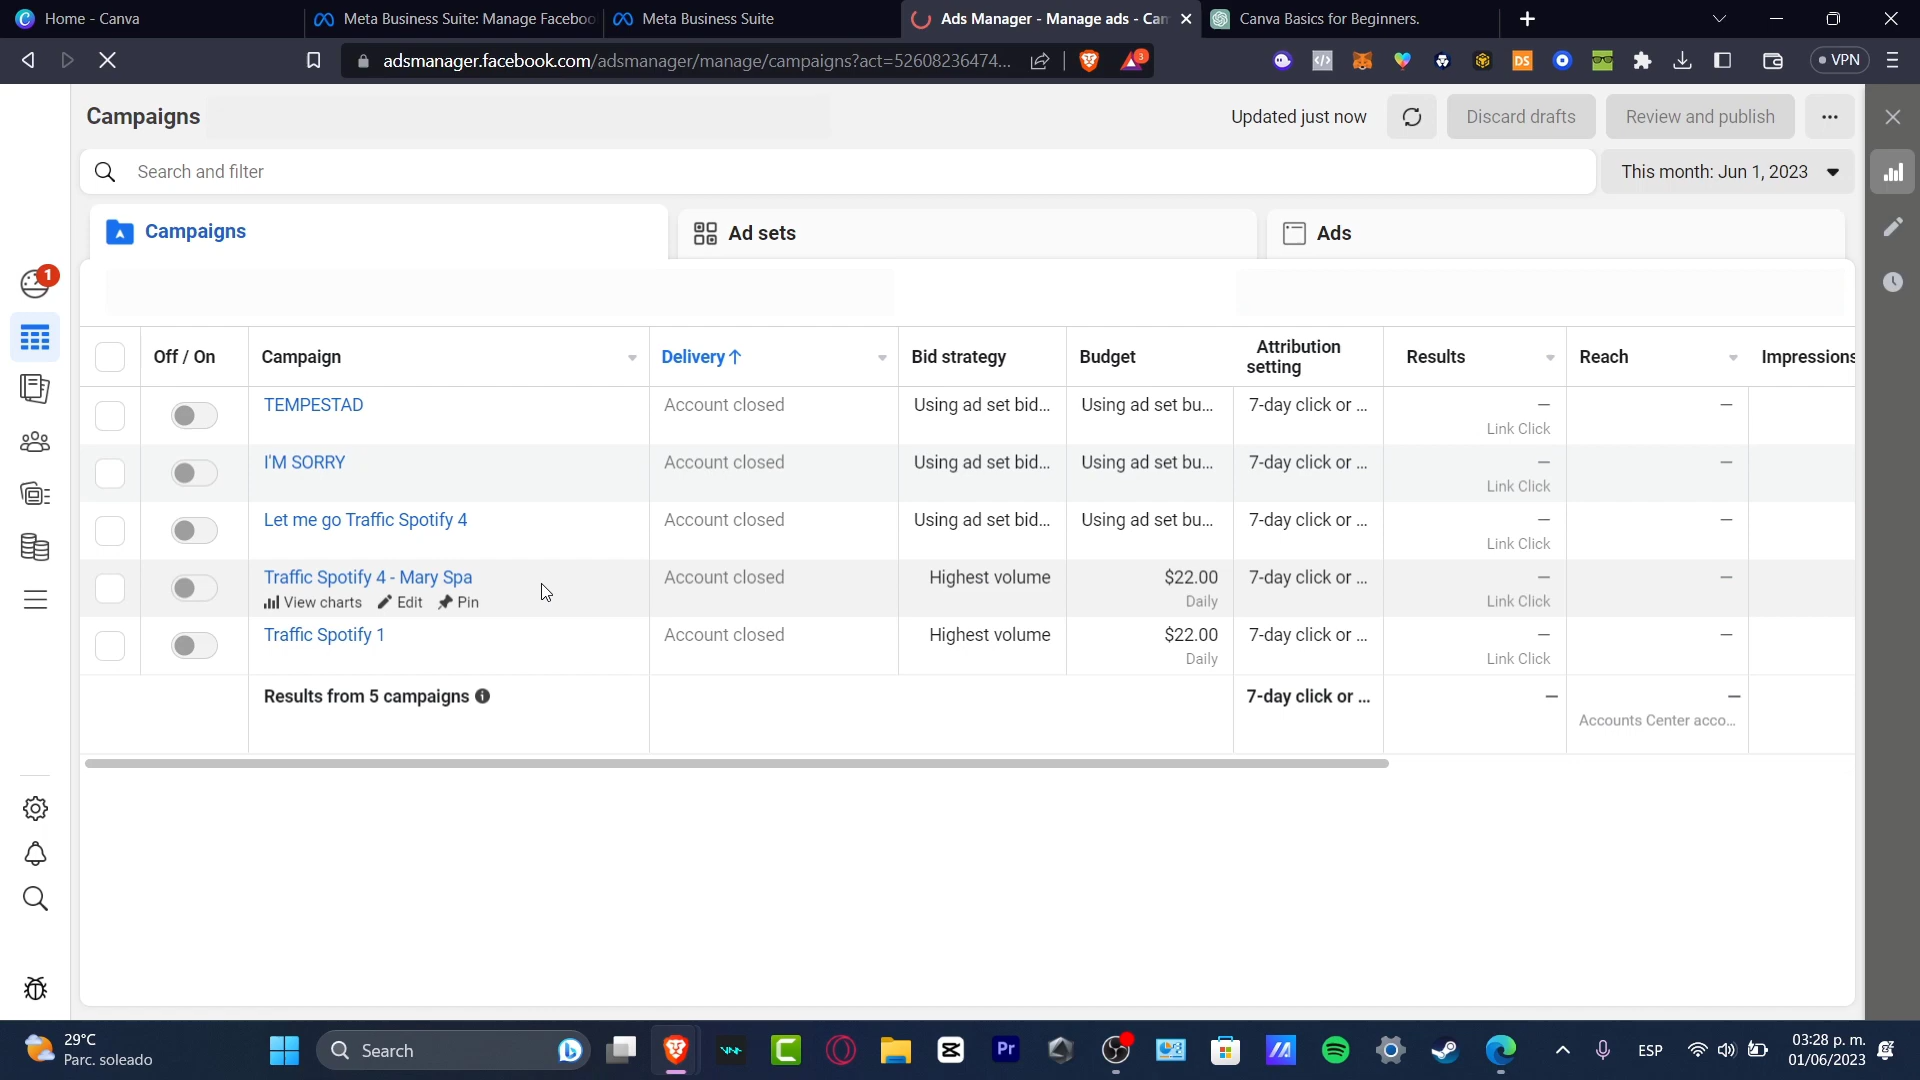 Home - Canva
Meta Business Suite: Manage Faceboo
Meta Business Suite
Ads Manager - Manage ads - Can
Canva Basics for Beginners.
adsmanager.facebook.com/adsmanager/manage/campaigns?act=52608236474...
3
DS
VPN
Campaigns
Updated just now
Discard drafts
Review and publish
Search and filter
This month: Jun 1, 2023
Campaigns
Ad sets
Ads
1
Off / On
Campaign
Delivery↑
Bid strategy
Budget
Attribution
setting
Results
Reach
Impressions
TEMPESTAD
Account closed
Using ad set bid...
Using ad set bu...
7-day click or ...
—
—
Link Click
I'M SORRY
Account closed
Using ad set bid...
Using ad set bu...
7-day click or ...
—
—
Link Click
Let me go Traffic Spotify 4
Account closed
Using ad set bid...
Using ad set bu...
7-day click or ...
—
—
Link Click
Traffic Spotify 4 - Mary Spa
Account closed
Highest volume
$22.00
7-day click or ...
—
—
View charts
Edit
Pin
Daily
Link Click
Traffic Spotify 1
Account closed
Highest volume
$22.00
7-day click or ...
—
—
Daily
Link Click
Results from 5 campaigns
7-day click or ...
—
—
Accounts Center acco...
29°C
Parc. soleado
Search
Pr
ESP
03:28 p. m.
01/06/2023